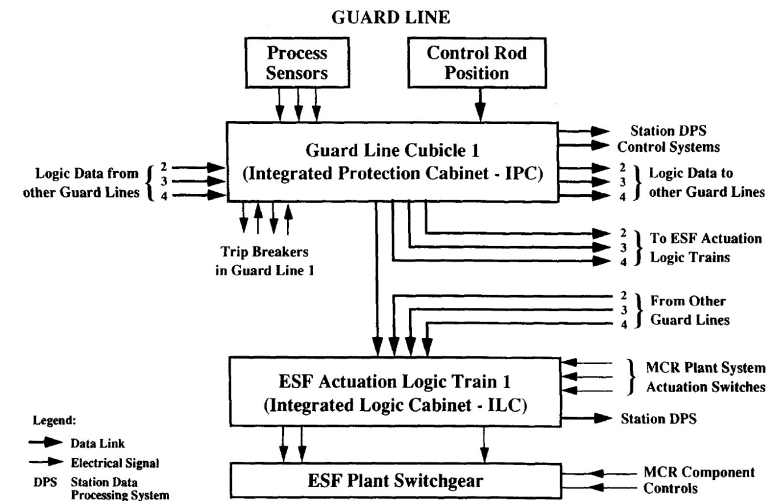 GUARD LINE
Process
Sensors
Control Rod
Position
Guard Line Cubicle 1
(Integrated Protection Cabinet - IPC)
Station DPS
Control Systems
Logic Data from
other Guard Lines
2
3
4
2
3
4
Logic Data to
other Guard Lines
Trip Breakers
in Guard Line 1
2
3
4
To ESF Actuation
Logic Trains
2
3
4
From Other
Guard Lines
ESF Actuation Logic Train 1
(Integrated Logic Cabinet - ILC)
MCR Plant System
Actuation Switches
Station DPS
Legend:
Data Link
Electrical Signal
DPS Station Data
Processing System
ESF Plant Switchgear
MCR Component
Controls